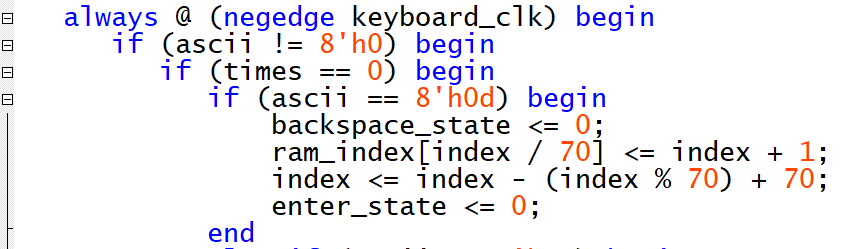 always @ (negedge keyboard_clk) begin
if (ascii != 8'h0) begin
if (times == 0) begin
if (ascii == 8'h0d) begin
backspace_state <= 0;
ram_index[index / 70] <= index + 1;
index <= index - (index % 70) + 70;
enter_state <= 0;
end